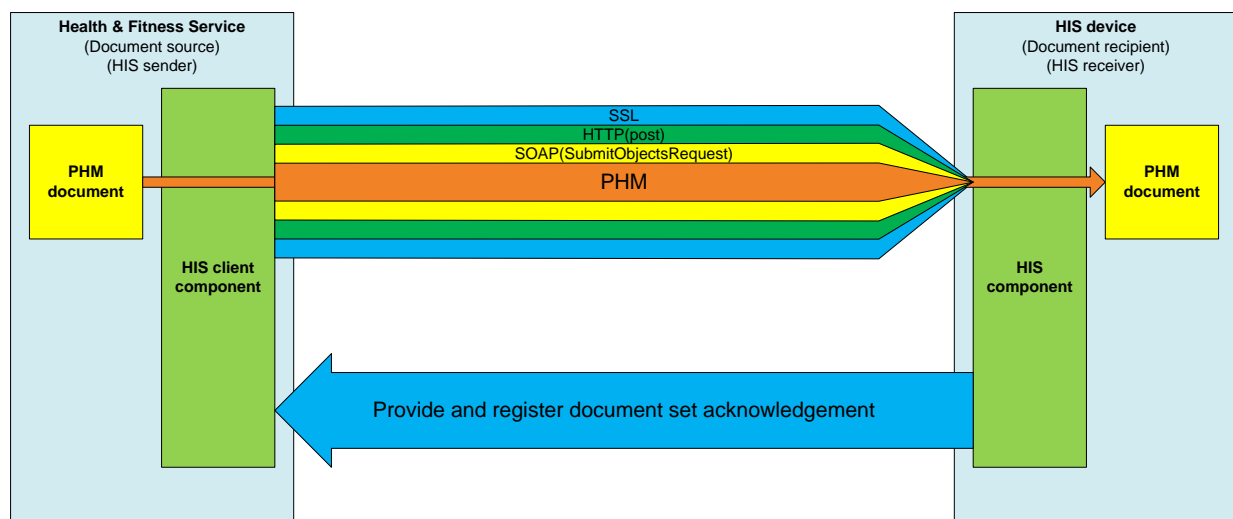 Health & Fitness Service
(Document source)
(HIS sender)
HIS device
(Document recipient)
(HIS receiver)
SSL
HTTP(post)
SOAP(SubmitObjectsRequest)
PHM
PHM
document
PHM
document
HIS client
component
HIS
component
Provide and register document set acknowledgement